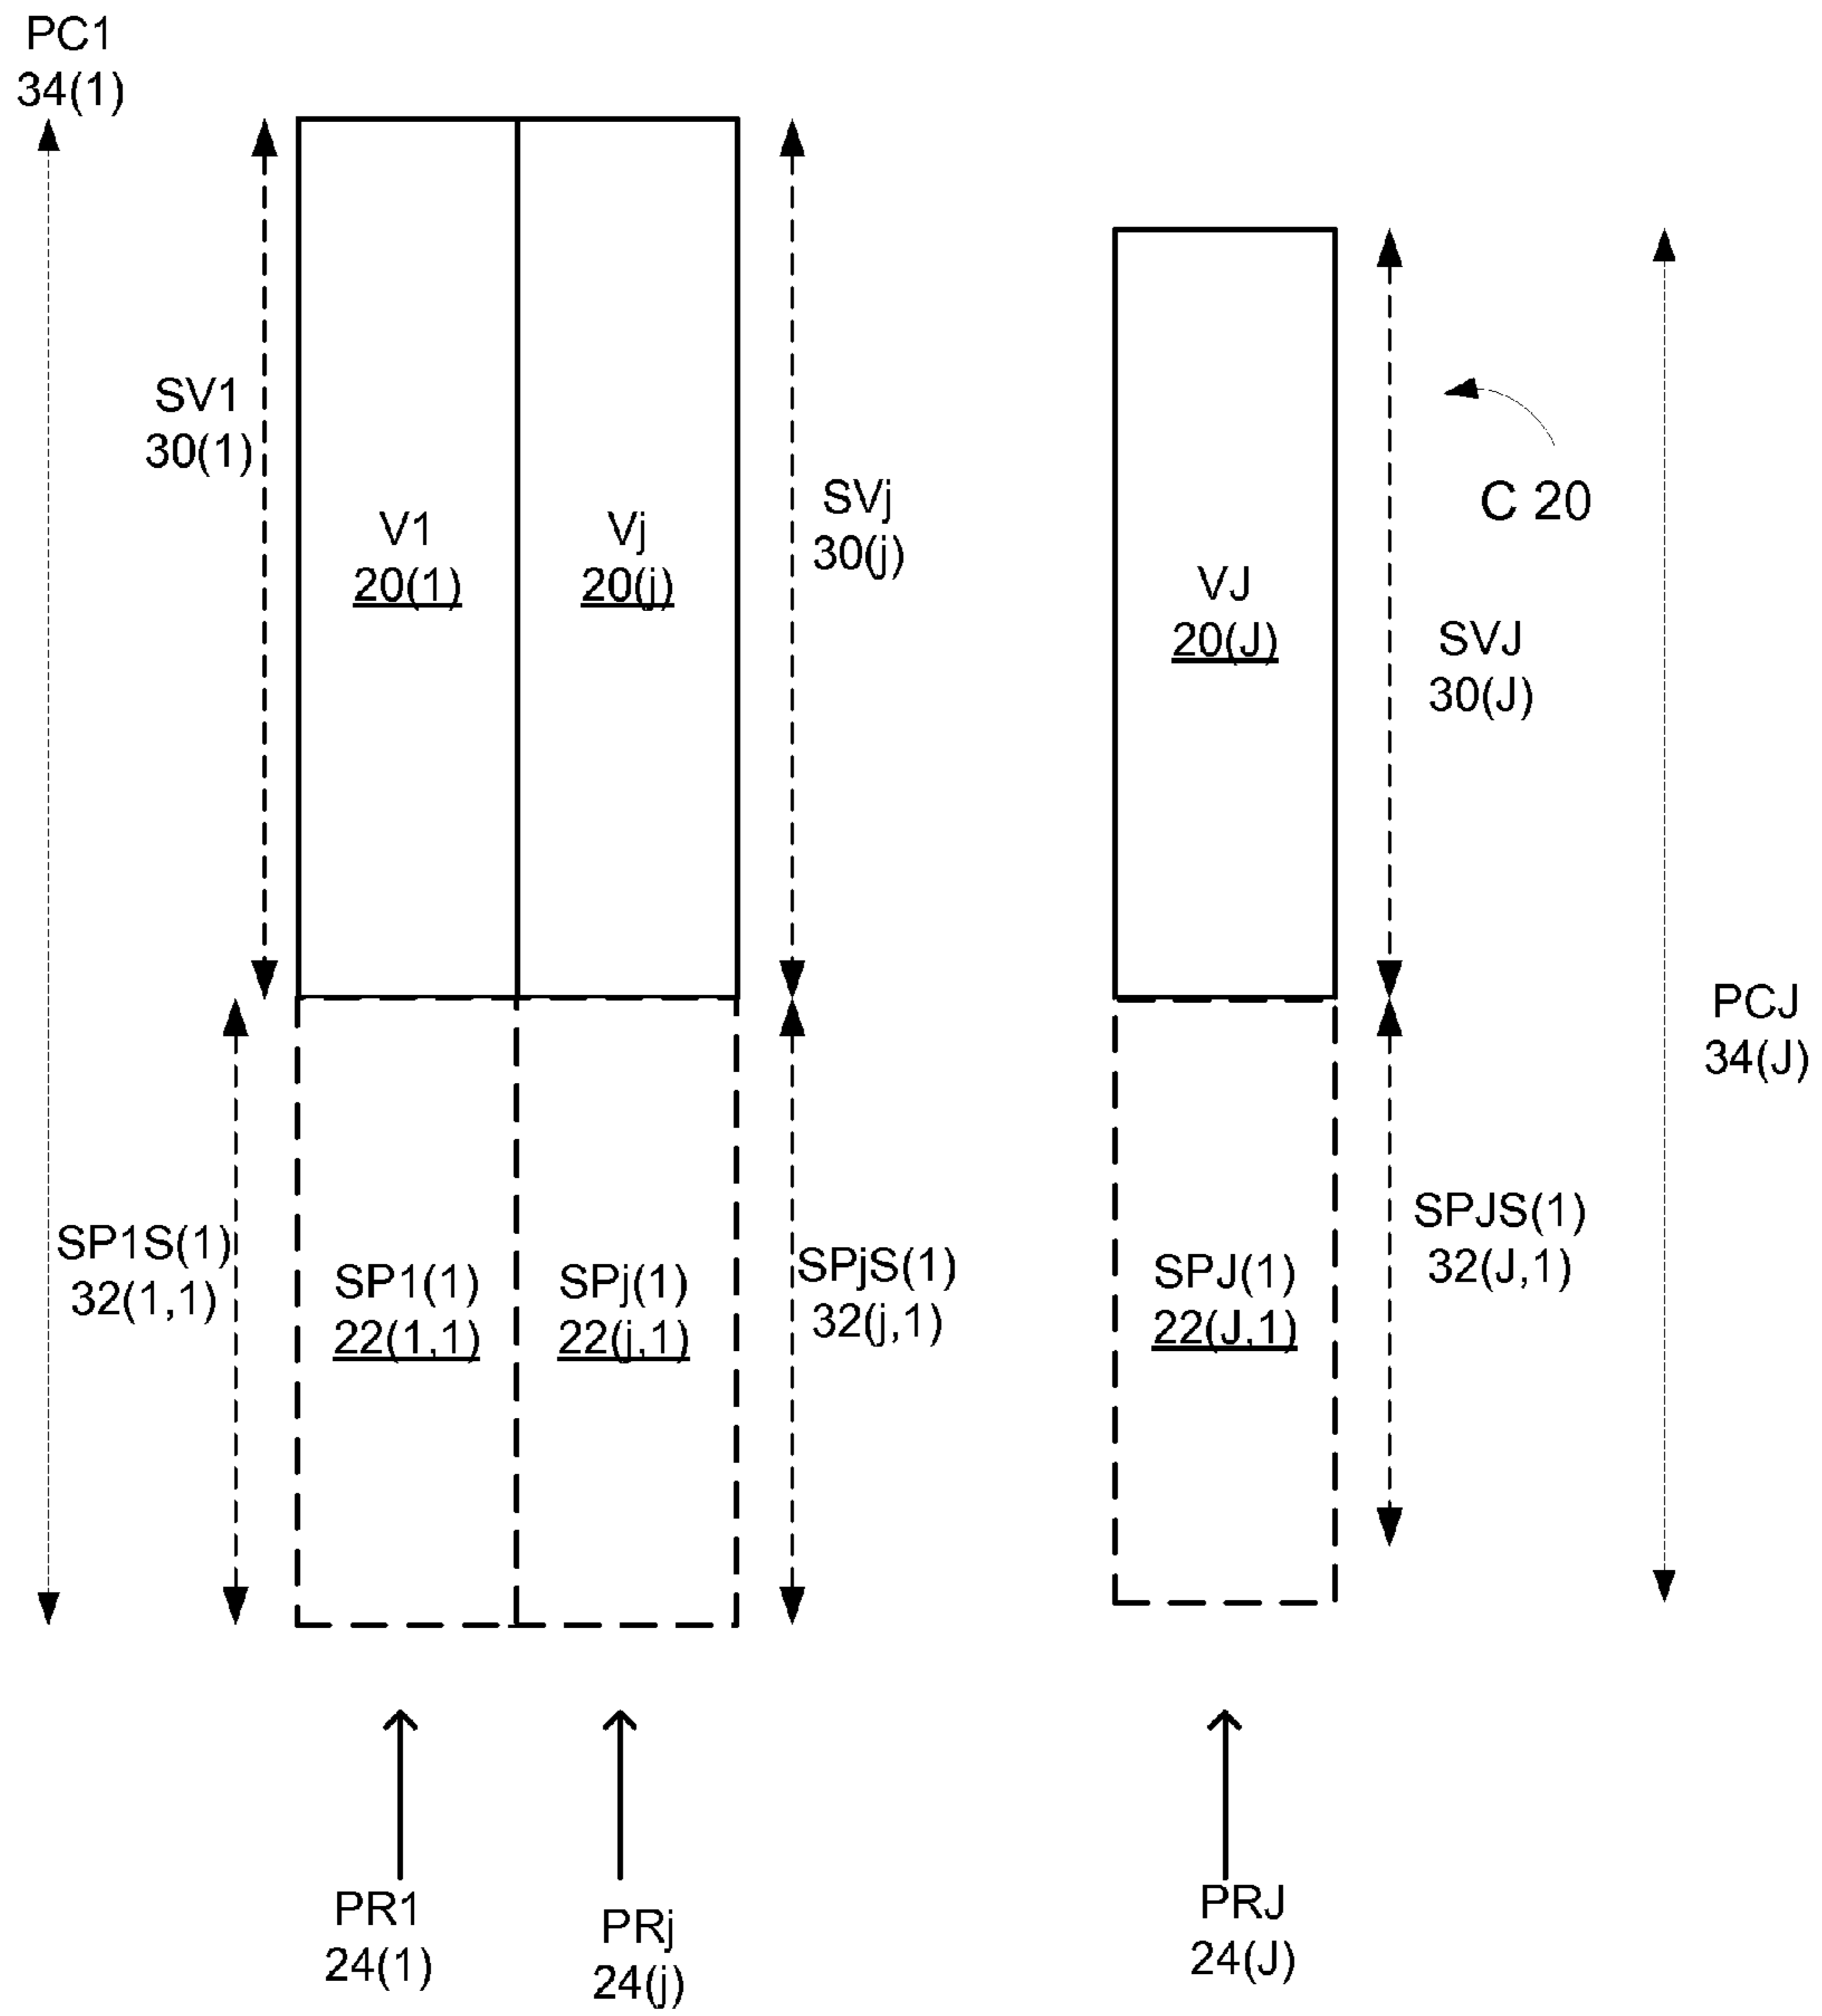 PC1
34(1)
SV1
30(1)
V1
20(1)
Vj
20(j)
SVj
30(j)
VJ
20(J)
C 20
SVJ
30(J)
PCJ
34(J)
SP1S(1)
32(1,1)
SP1(1)
22(1,1)
SPj(1)
22(j,1)
SPjS(1)
32(j,1)
SPJ(1)
22(J,1)
SPJS(1)
32(J,1)
PR1
24(1)
PRj
24(j)
PRJ
24(J)